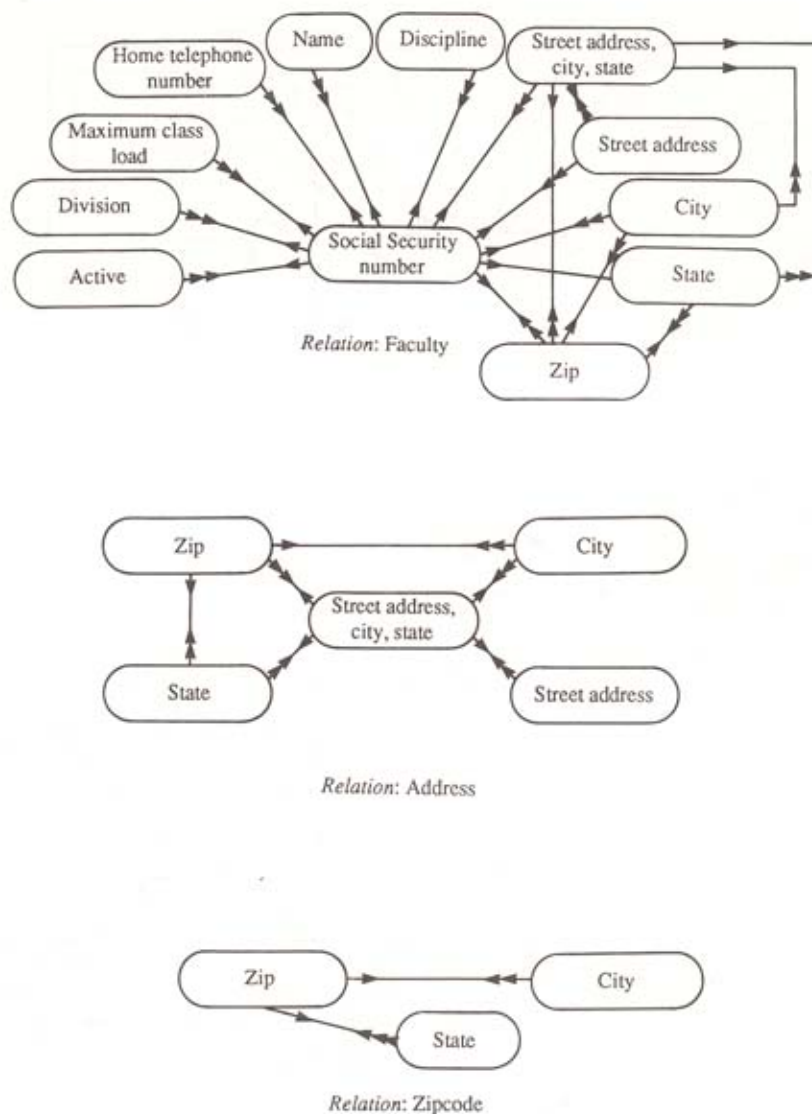 Name
Discipline
Street address,
city, state
Home telephone
number
Maximum class
load
Street address
Division
City
Social Security
number
Active
State
Relation: Faculty
Zip
Zip
City
Street address,
city, state
State
Street address
Relation: Address
Zip
City
State
Relation: Zipcode